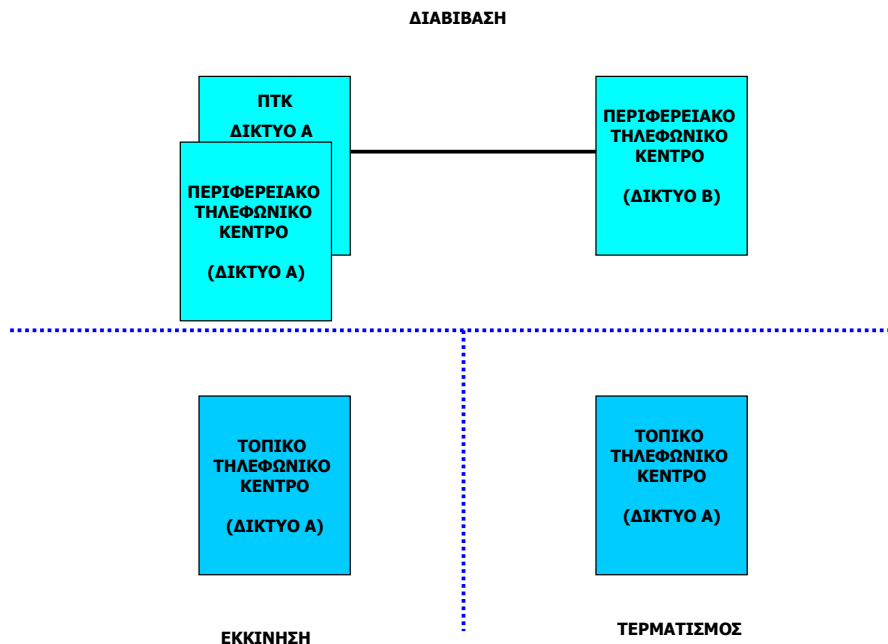 ΔΙΑΒΙΒΑΣΗ
ΠΤΚ
ΔΙΚΤΥΟ Α
ΠΕΡΙΦΕΡΕΙΑΚΟ
ΤΗΛΕΦΩΝΙΚΟ
ΚΕΝΤΡΟ
(ΔΙΚΤΥΟ Α)
ΠΕΡΙΦΕΡΕΙΑΚΟ
ΤΗΛΕΦΩΝΙΚΟ
ΚΕΝΤΡΟ
(ΔΙΚΤΥΟ Β)
ΤΟΠΙΚΟ
ΤΗΛΕΦΩΝΙΚΟ
ΚΕΝΤΡΟ
(ΔΙΚΤΥΟ Α)
ΤΟΠΙΚΟ
ΤΗΛΕΦΩΝΙΚΟ
ΚΕΝΤΡΟ
(ΔΙΚΤΥΟ Α)
ΕΚΚΙΝΗΣΗ
ΤΕΡΜΑΤΙΣΜΟΣ